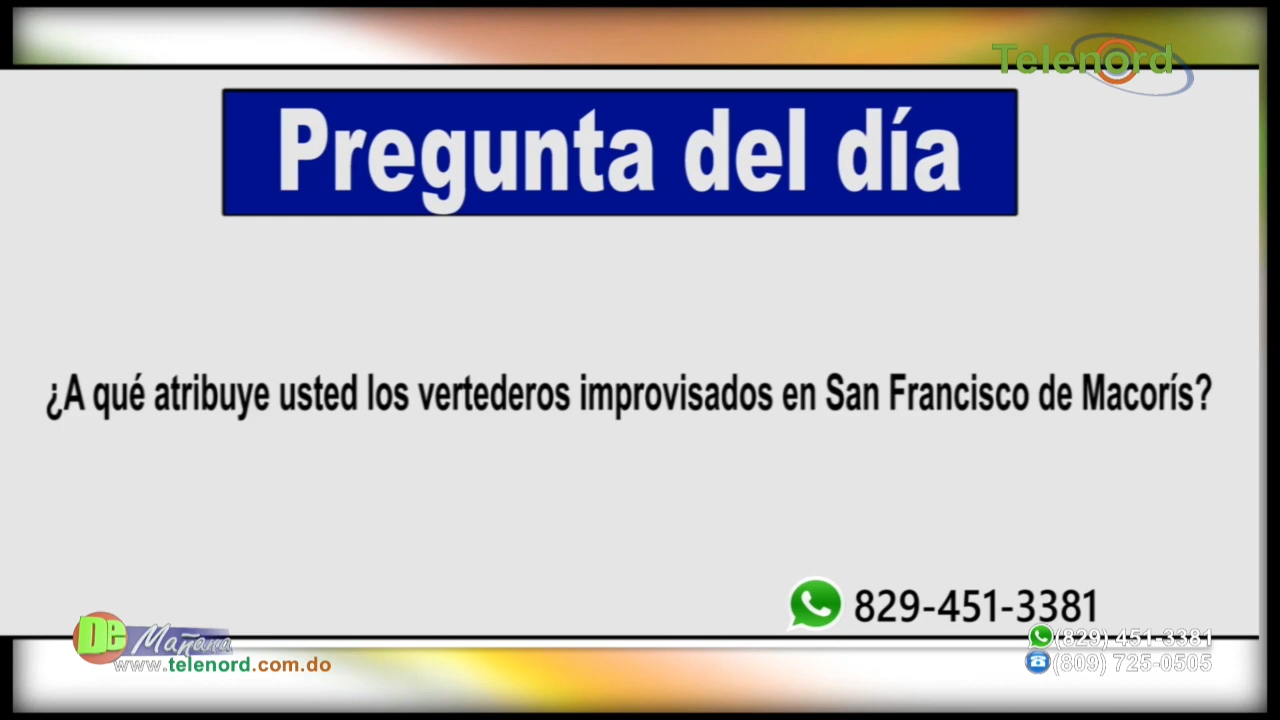 Telenord
Pregunta del día
¿A qué atribuye usted los vertederos improvisados en San Francisco de Macorís?
829-451-3381
De Mañana
(829) 451-3381
www.telenord.com.do
(809) 725-0505